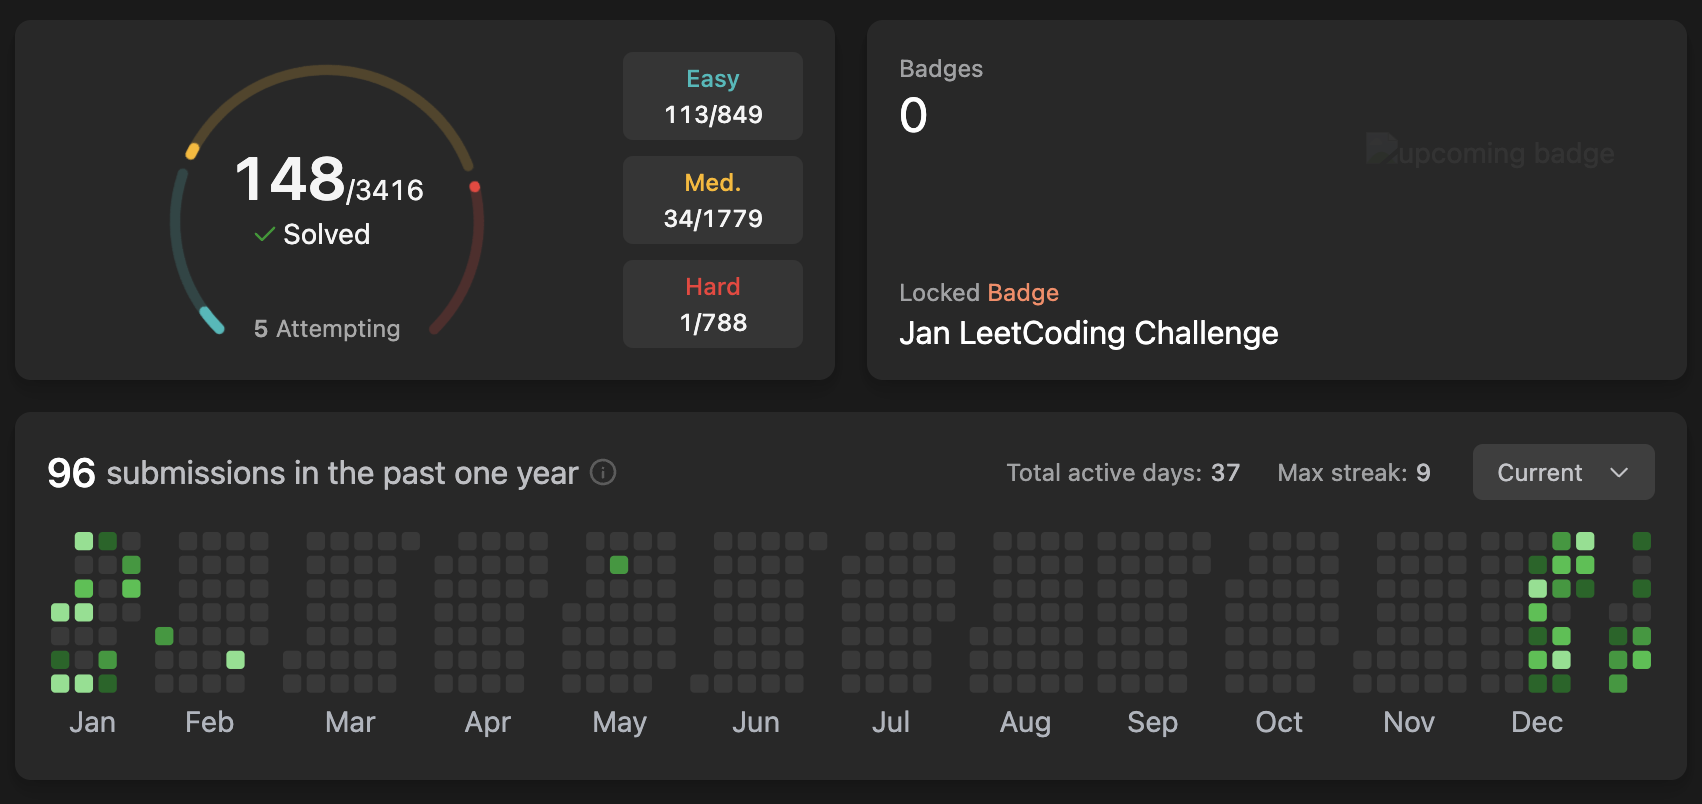 148/3416
Solved
5 Attempting
Easy
113/849
Med.
34/1779
Hard
1/788
Badges
0
upcoming badge
Locked Badge
Jan LeetCoding Challenge
96 submissions in the past one year
Total active days: 37 Max streak: 9 Current
Jan Feb Mar Apr May Jun Jul Aug Sep Oct Nov Dec